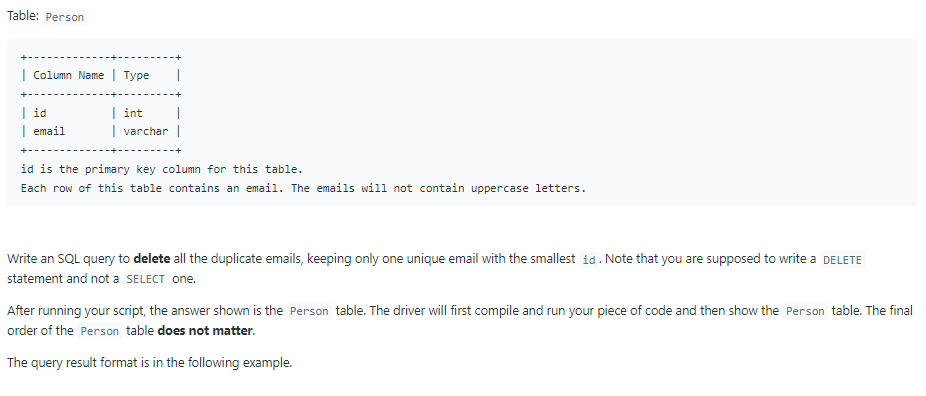 Table: Person
+-------------+---------+
| Column Name | Type    |
+-------------+---------+
| id          | int     |
| email       | varchar |
+-------------+---------+
id is the primary key column for this table.
Each row of this table contains an email. The emails will not contain uppercase letters.
Write an SQL query to delete all the duplicate emails, keeping only one unique email with the smallest id. Note that you are supposed to write a DELETE
statement and not a SELECT one.
After running your script, the answer shown is the Person table. The driver will first compile and run your piece of code and then show the Person table. The final
order of the Person table does not matter.
The query result format is in the following example.